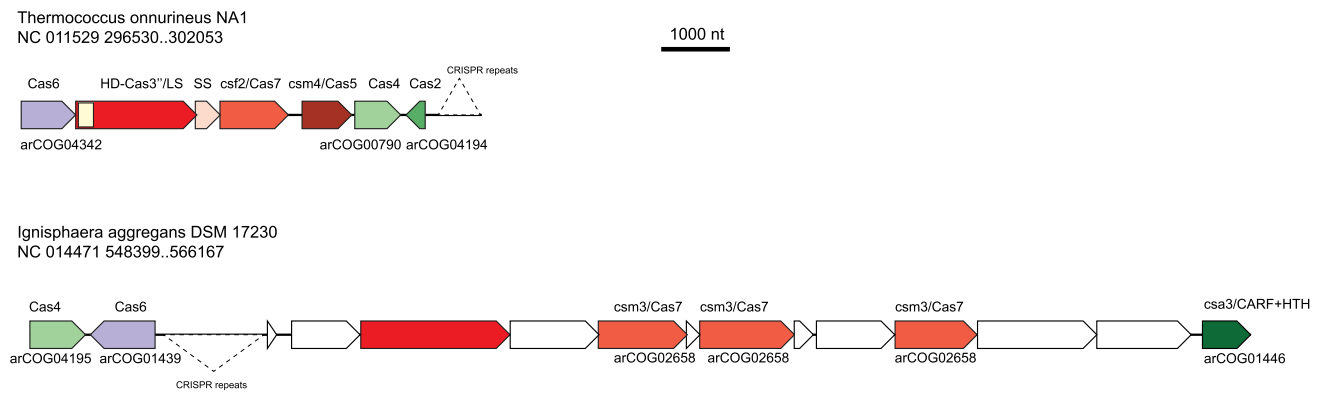 Thermococcus onnurineus NA1
NC 011529 296530..302053
1000 nt
CRISPR repeats
Cas6 HD-Cas3''/LS SS csf2/Cas7 csm4/Cas5 Cas4 Cas2
arCOG04342 arCOG00790 arCOG04194
Ignisphaera aggregans DSM 17230
NC 014471 548399..566167
Cas4 Cas6 csm3/Cas7 csm3/Cas7 csm3/Cas7 csa3/CARF+HTH
arCOG04195 arCOG01439 arCOG02658 arCOG02658 arCOG02658 arCOG01446
CRISPR repeats